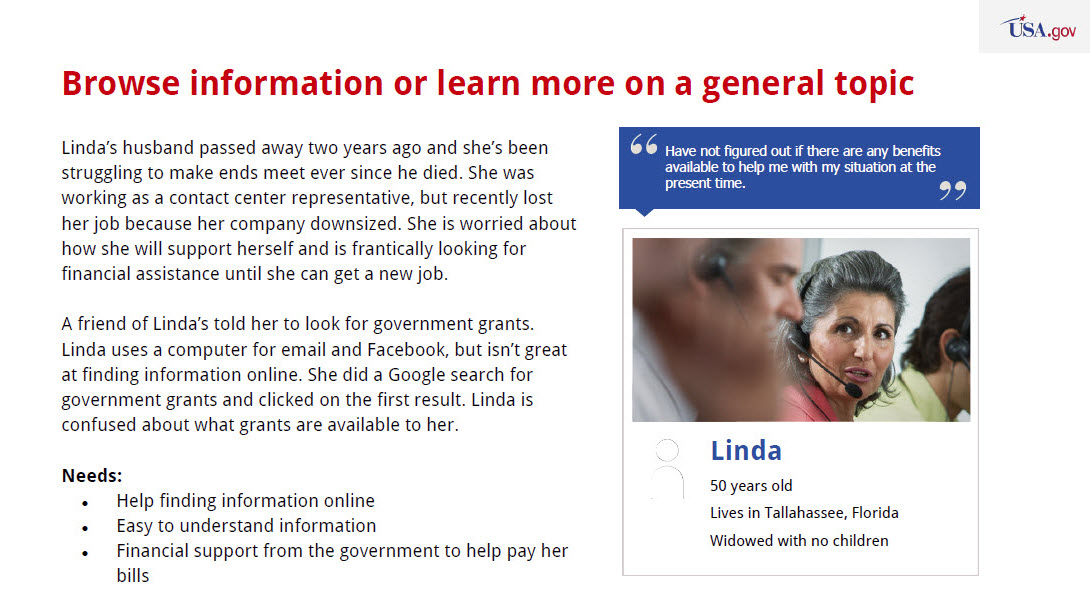 USA.gov
Browse information or learn more on a general topic
Linda’s husband passed away two years ago and she’s been
struggling to make ends meet ever since he died. She was
working as a contact center representative, but recently lost
her job because her company downsized. She is worried about
how she will support herself and is frantically looking for
financial assistance until she can get a new job.
A friend of Linda’s told her to look for government grants.
Linda uses a computer for email and Facebook, but isn’t great
at finding information online. She did a Google search for
government grants and clicked on the first result. Linda is
confused about what grants are available to her.
Needs:
● Help finding information online
● Easy to understand information
● Financial support from the government to help pay her
bills
“ Have not figured out if there are any benefits
available to help me with my situation at the
present time. ”
Linda
50 years old
Lives in Tallahassee, Florida
Widowed with no children